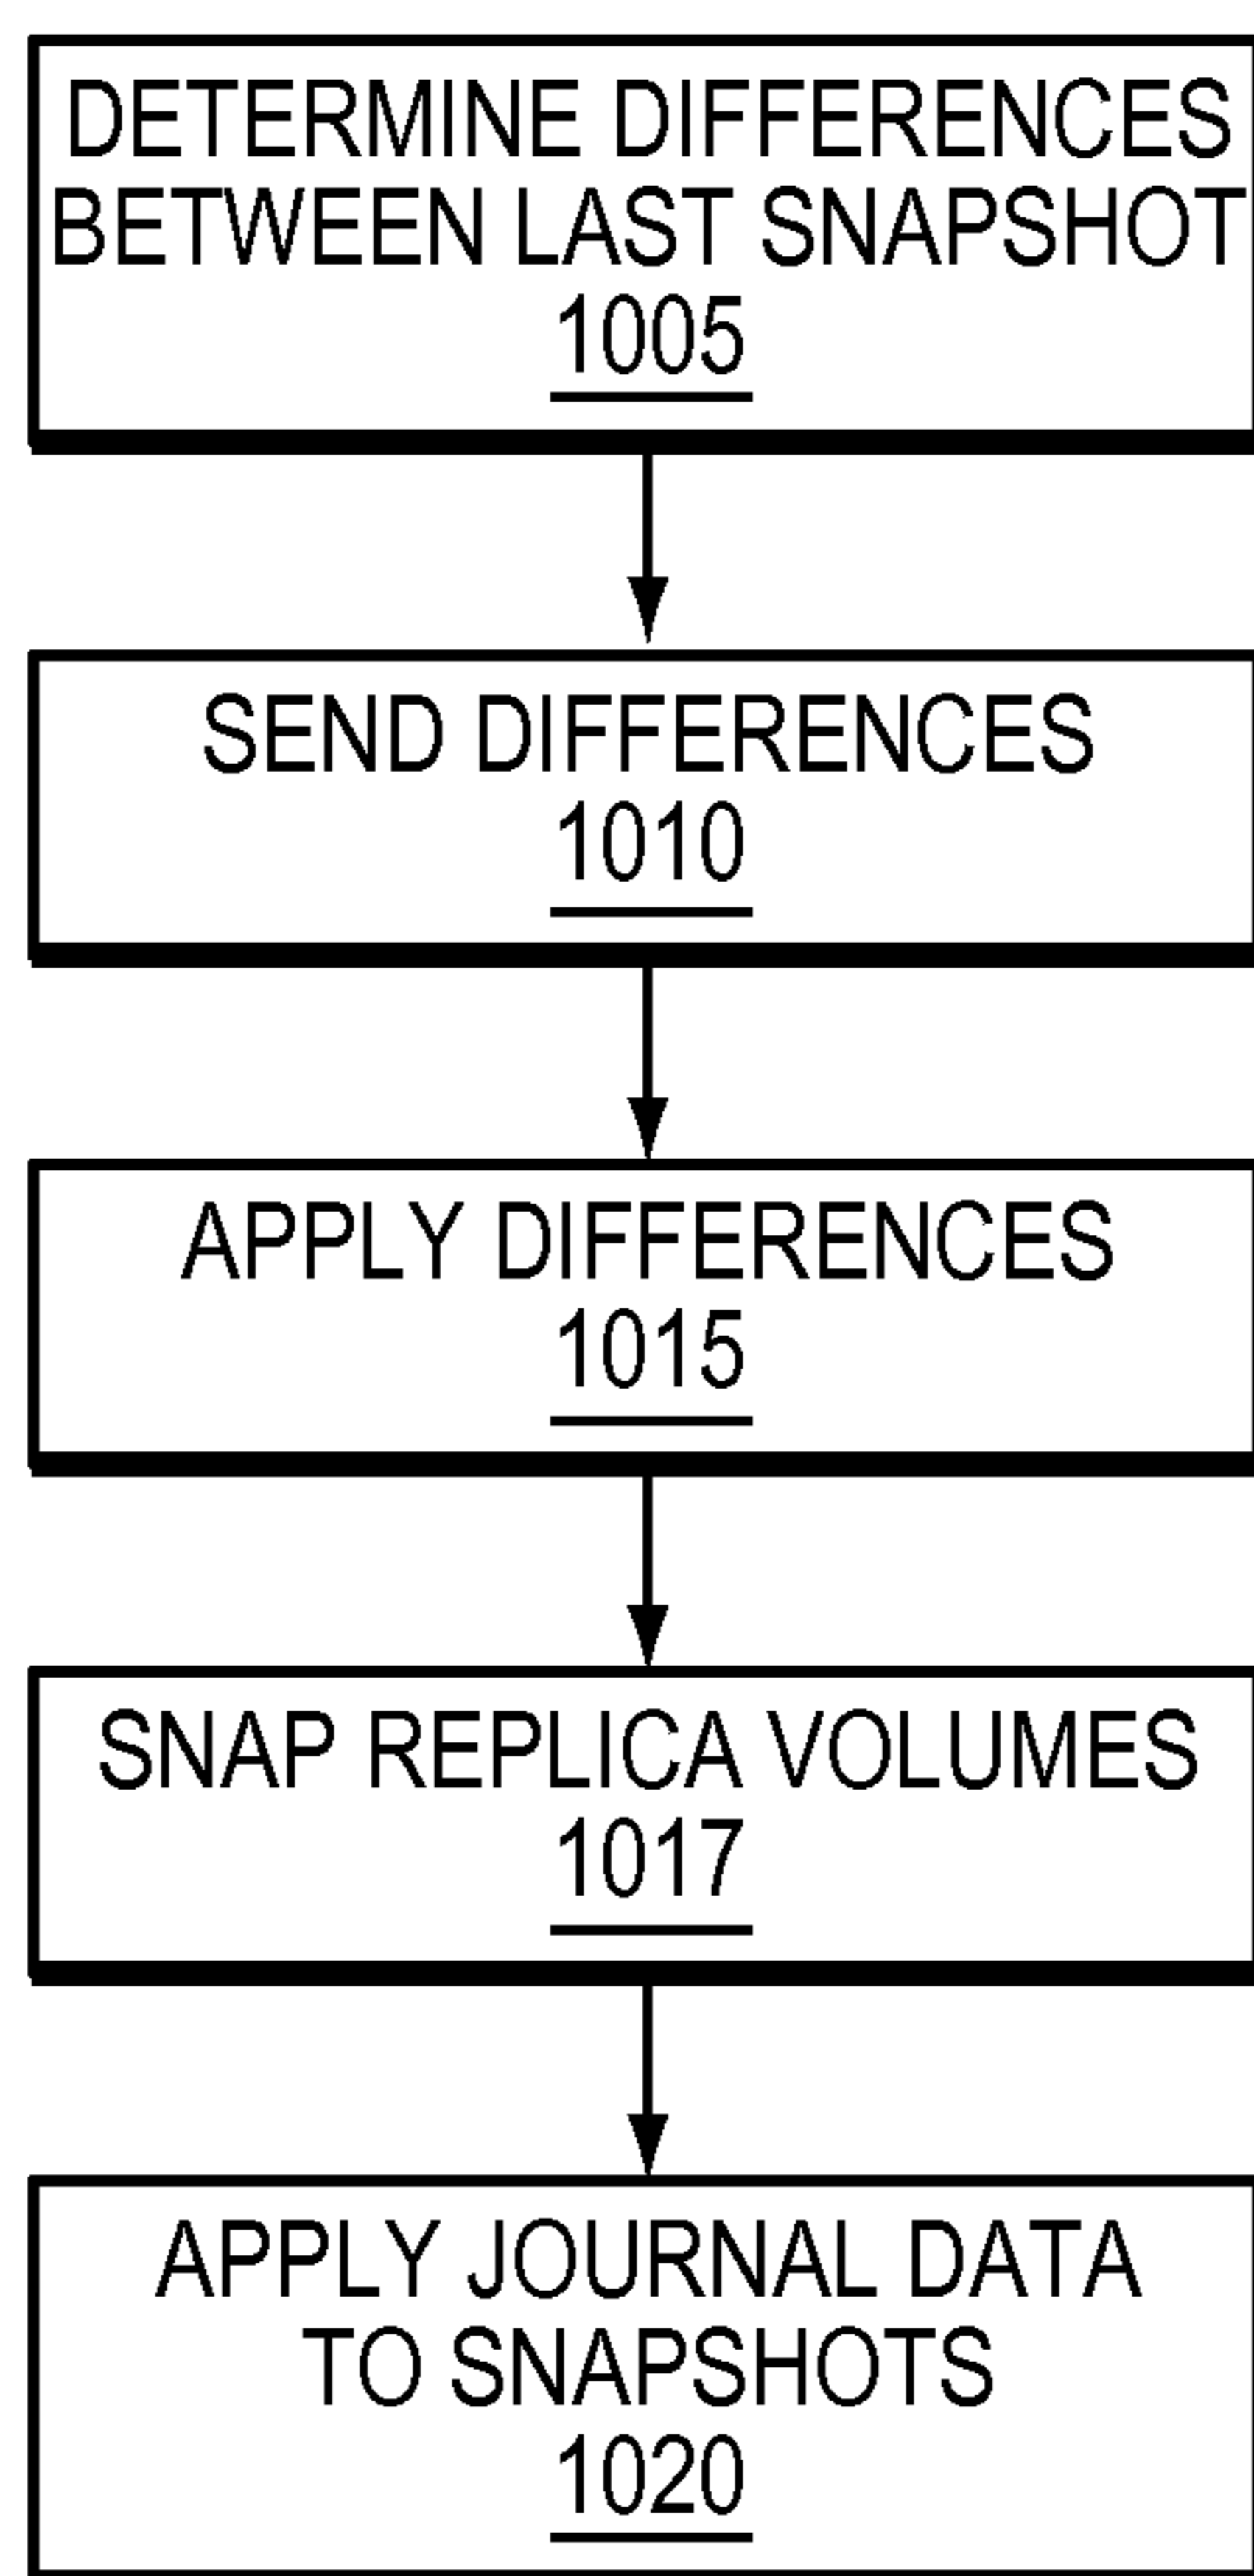 DETERMINE DIFFERENCES
BETWEEN LAST SNAPSHOT
1005
SEND DIFFERENCES
1010
APPLY DIFFERENCES
1015
SNAP REPLICA VOLUMES
1017
APPLY JOURNAL DATA
TO SNAPSHOTS
1020